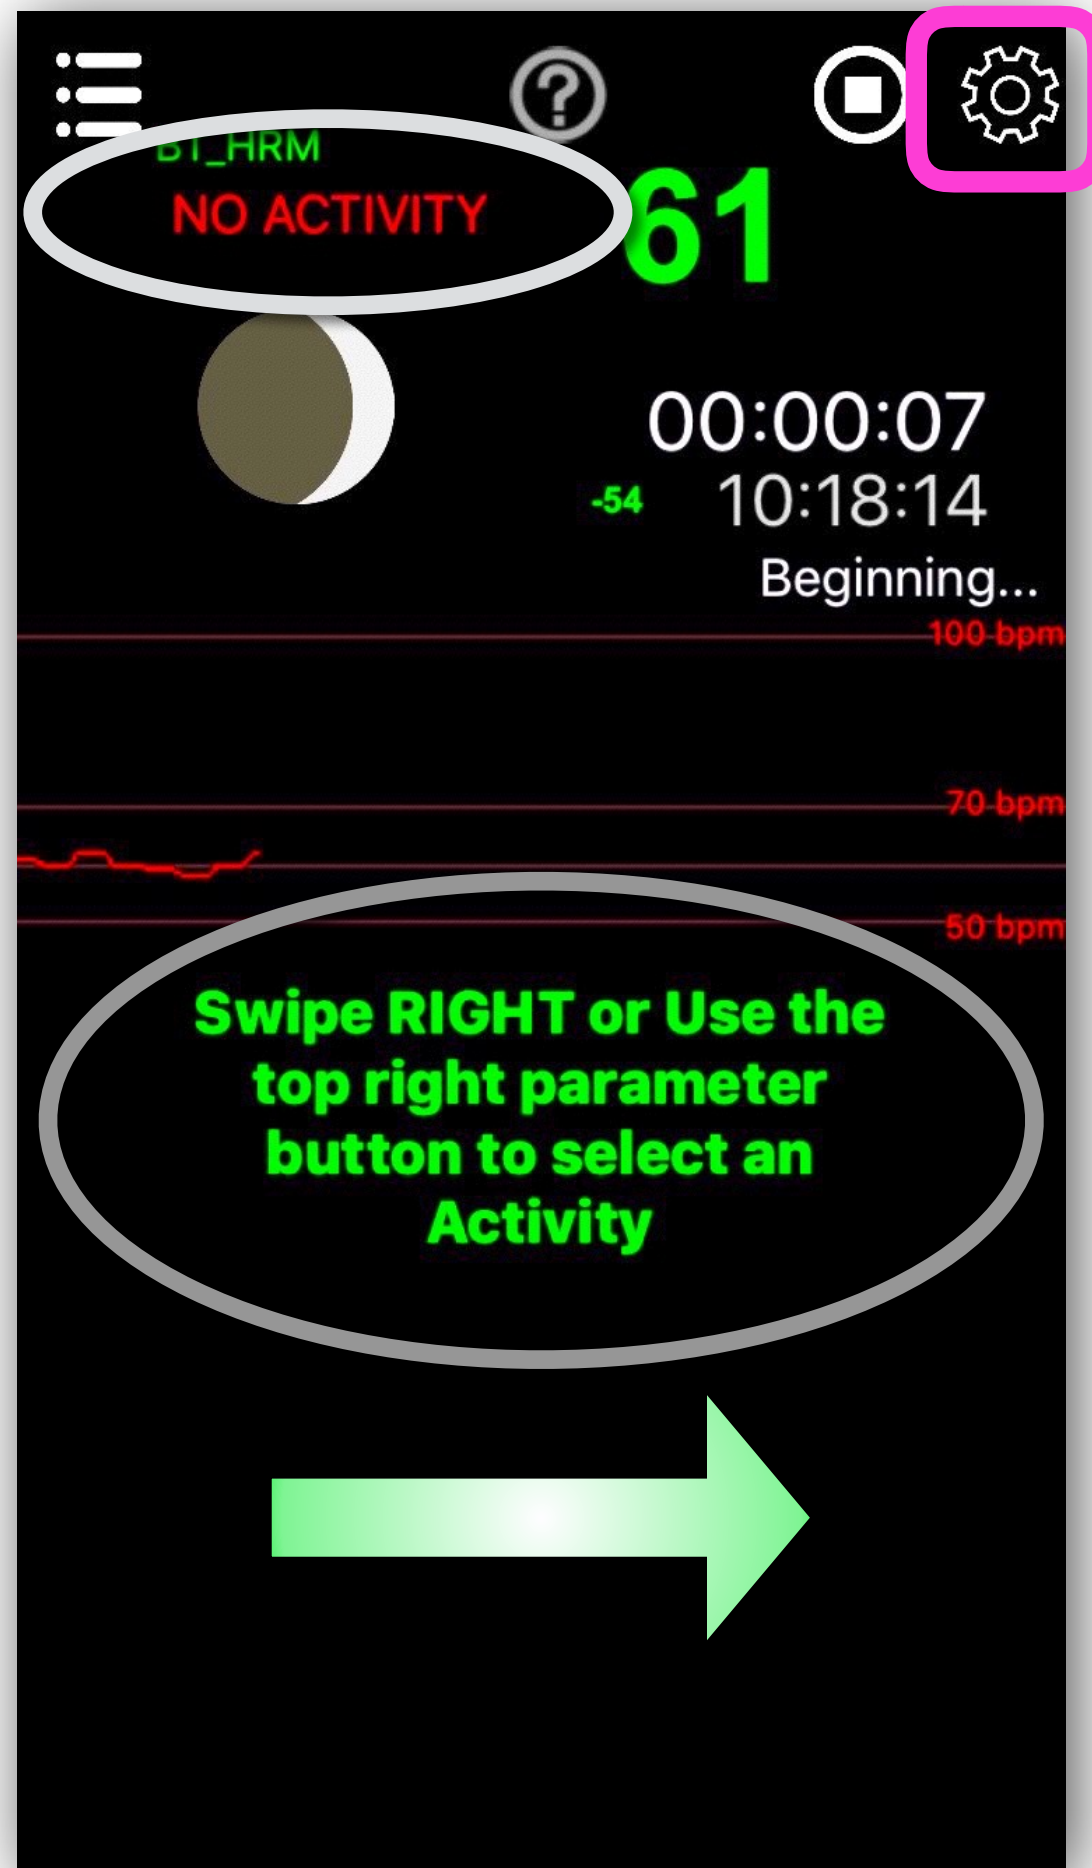 ?
BT_HRM
NO ACTIVITY
61
00:00:07
-54 10:18:14
Beginning...
100 bpm
70 bpm
50 bpm
Swipe RIGHT or Use the
top right parameter
button to select an
Activity